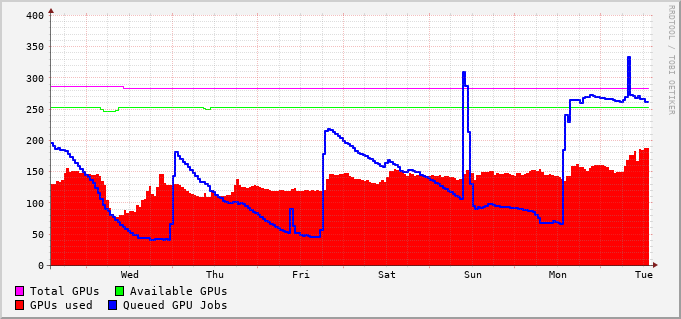 400
350
300
250
200
150
100
50
0
Wed Thu Fri Sat Sun Mon Tue
Total GPUs Available GPUs
GPUs used Queued GPU Jobs
RRDTOOL / TOBI OETIKER